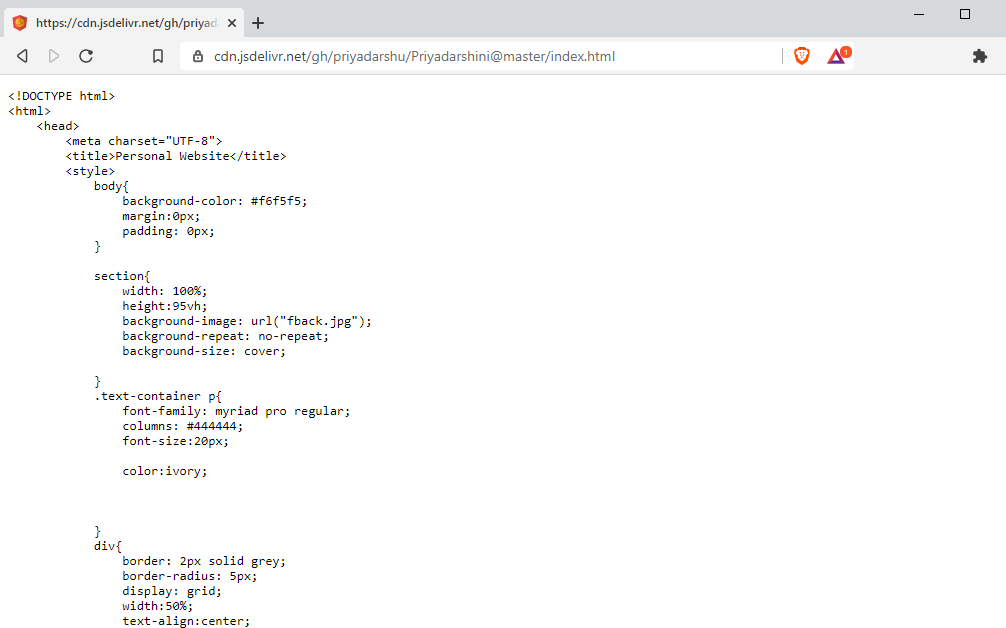 https://cdn.jsdelivr.net/gh/priyad
cdn.jsdelivr.net/gh/priyadarshu/Priyadarshini@master/index.html
1
<!DOCTYPE html>
<html>
<head>
<meta charset="UTF-8">
<title>Personal Website</title>
<style>
body{
background-color: #f6f5f5;
margin:0px;
padding: 0px;
}
section{
width: 100%;
height:95vh;
background-image: url("fback.jpg");
background-repeat: no-repeat;
background-size: cover;
}
.text-container p{
font-family: myriad pro regular;
columns: #444444;
font-size:20px;
color:ivory;
}
div{
border: 2px solid grey;
border-radius: 5px;
display: grid;
width:50%;
text-align:center;